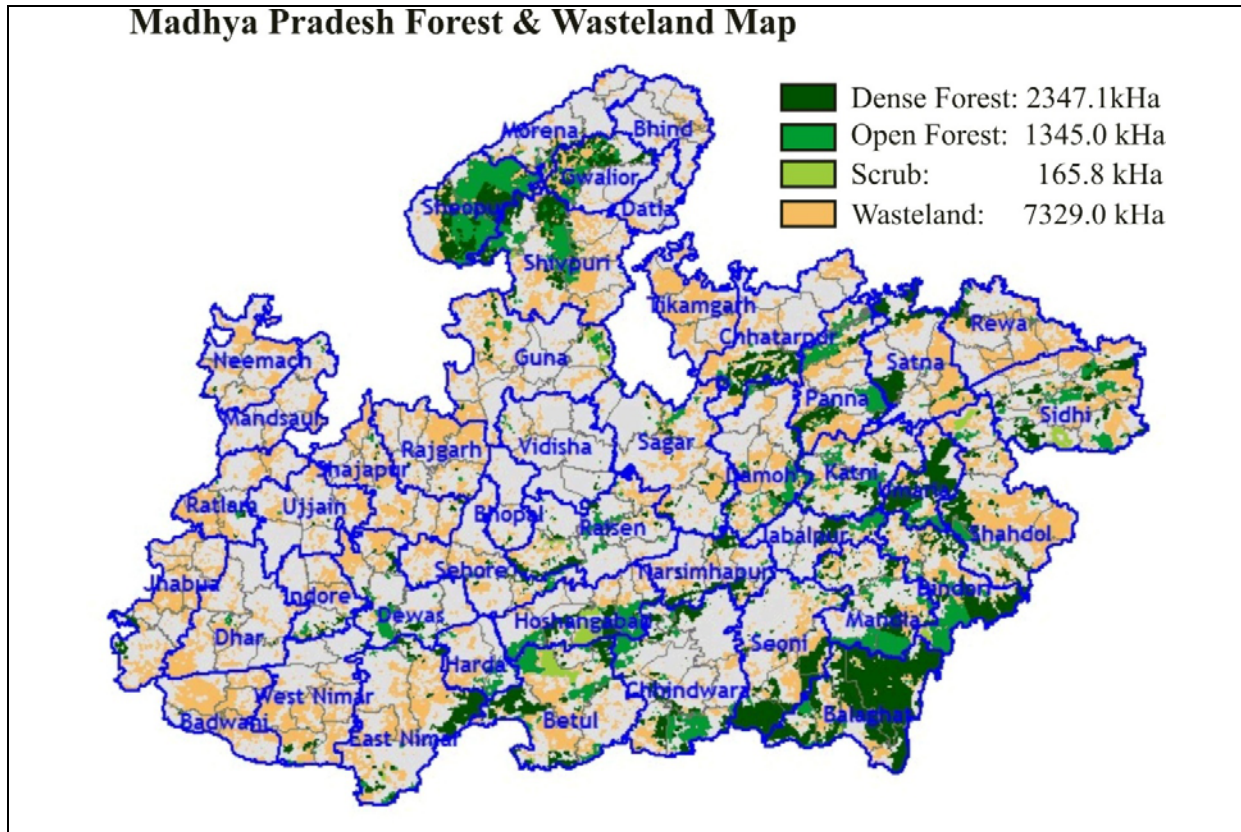 Madhya Pradesh Forest & Wasteland Map
Dense Forest: 2347.1kHa
Open Forest: 1345.0 kHa
Scrub: 165.8 kHa
Wasteland: 7329.0 kHa
Morena
Bhind
Gwalior
Sheopur
Datia
Shivpuri
Tikamgarh
Chhatarpur
Rewa
Guna
Neemach
Satna
Panna
Mandsaur
Sidhi
Sagar
Rajgarh
Vidisha
Shajapur
Damoh
Katni
Umaria
Ratlam
Ujjain
Bhopal
Raisen
Jabalpur
Shahdol
Sehore
Narsimhapur
Jhabua
Indore
Dindori
Dewas
Hoshangabad
Mandla
Dhar
Seoni
Harda
West Nimar
Chhindwara
Badwani
Betul
Balaghat
East Nimar